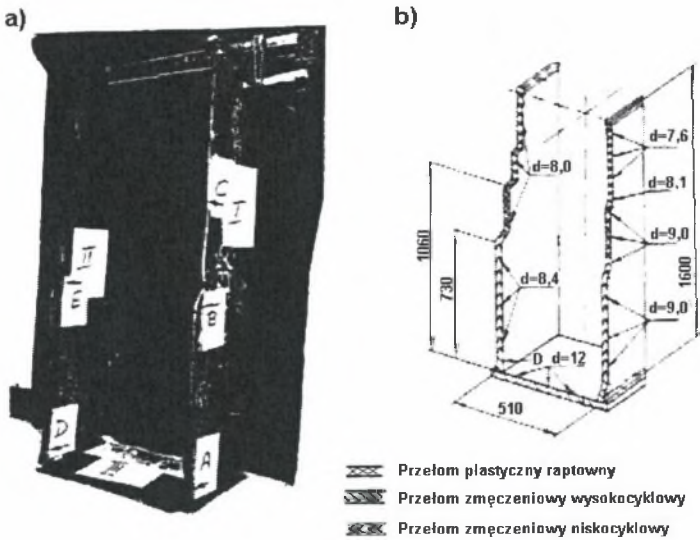 a)
b)
C
I
II
E
B
D
A
d=7,6
d=8,0
d=8,1
d=9,0
1060
730
1600
d=8,4
d=9,0
D d=12
510
Przełom plastyczny raptowny
Przełom zmęczeniowy wysokocyklowy
Przełom zmęczeniowy niskocyklowy